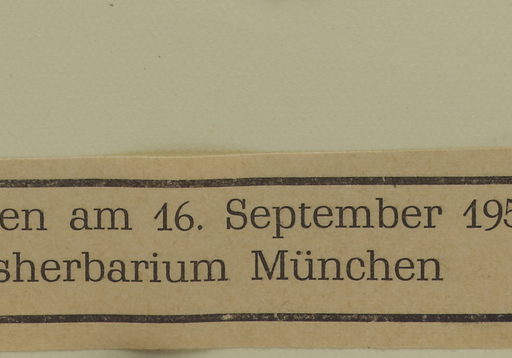 en am 16. September 195
sherbarium München